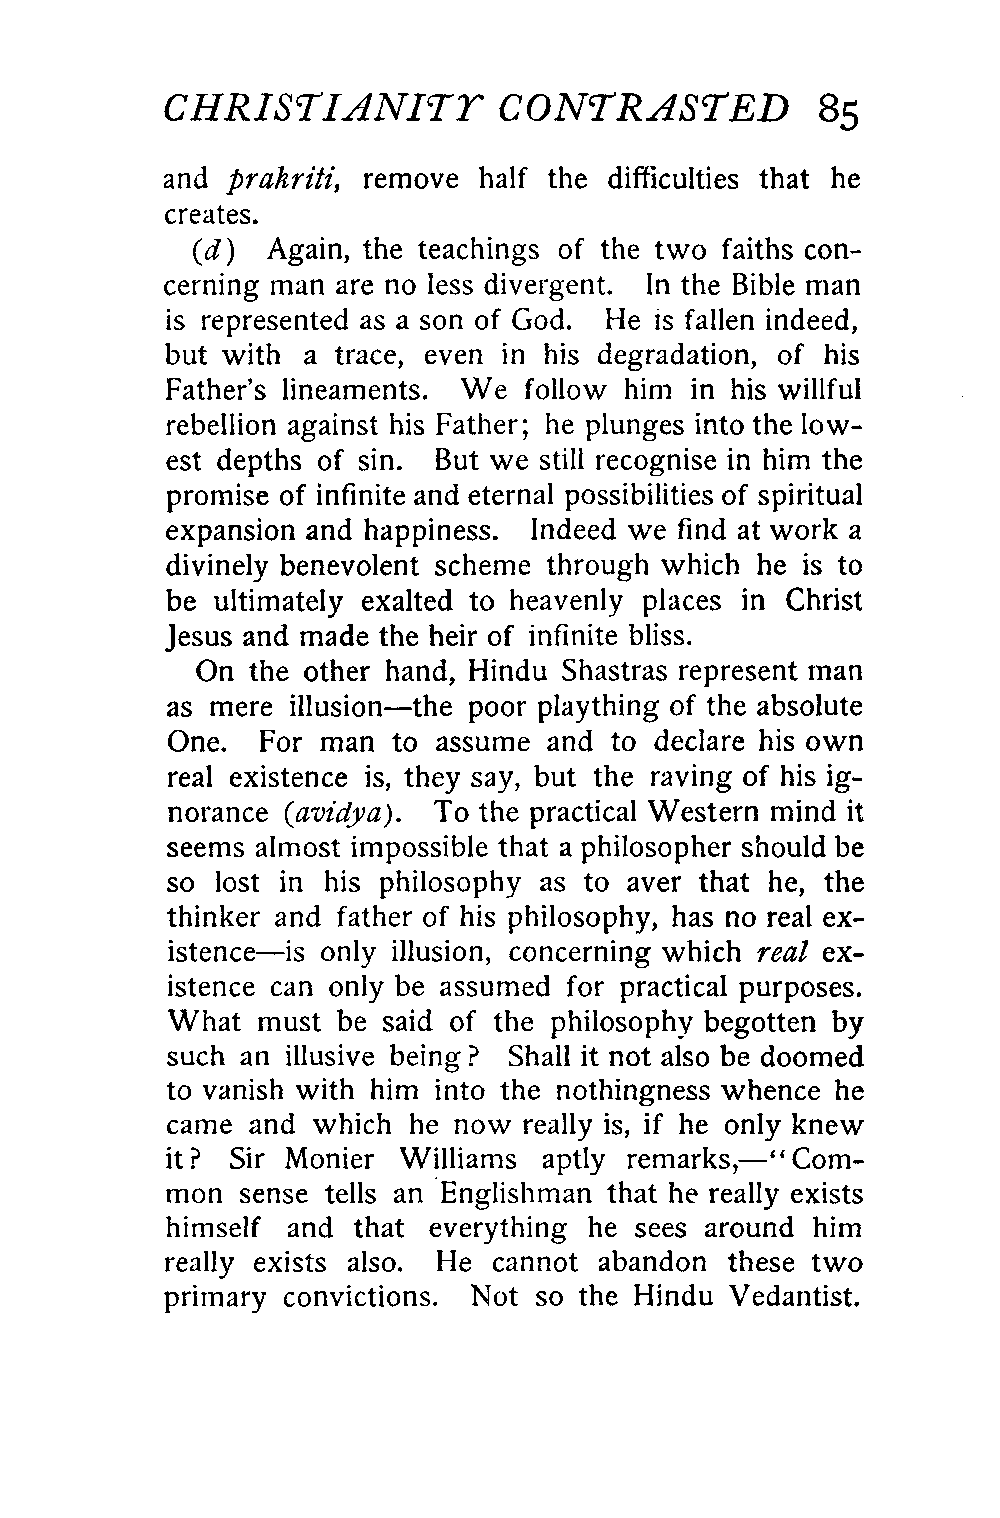 CHRISTIANITY CONTRASTED 85
and prakriti, remove half the difficulties that he
creates.
(d) Again, the teachings of the two faiths con-
cerning man are no less divergent. In the Bible man
is represented as a son of God. He is fallen indeed,
but with a trace, even in his degradation, of his
Father's lineaments. We follow him in his willful
rebellion against his Father; he plunges into the low-
est depths of sin. But we still recognise in him the
promise of infinite and eternal possibilities of spiritual
expansion and happiness. Indeed we find at work a
divinely benevolent scheme through which he is to
be ultimately exalted to heavenly places in Christ
Jesus and made the heir of infinite bliss.
On the other hand, Hindu Shastras represent man
as mere illusion—the poor plaything of the absolute
One. For man to assume and to declare his own
real existence is, they say, but the raving of his ig-
norance (avidya). To the practical Western mind it
seems almost impossible that a philosopher should be
so lost in his philosophy as to aver that he, the
thinker and father of his philosophy, has no real ex-
istence—is only illusion, concerning which real ex-
istence can only be assumed for practical purposes.
What must be said of the philosophy begotten by
such an illusive being? Shall it not also be doomed
to vanish with him into the nothingness whence he
came and which he now really is, if he only knew
it? Sir Monier Williams aptly remarks,—"Com-
mon sense tells an Englishman that he really exists
himself and that everything he sees around him
really exists also. He cannot abandon these two
primary convictions. Not so the Hindu Vedantist.